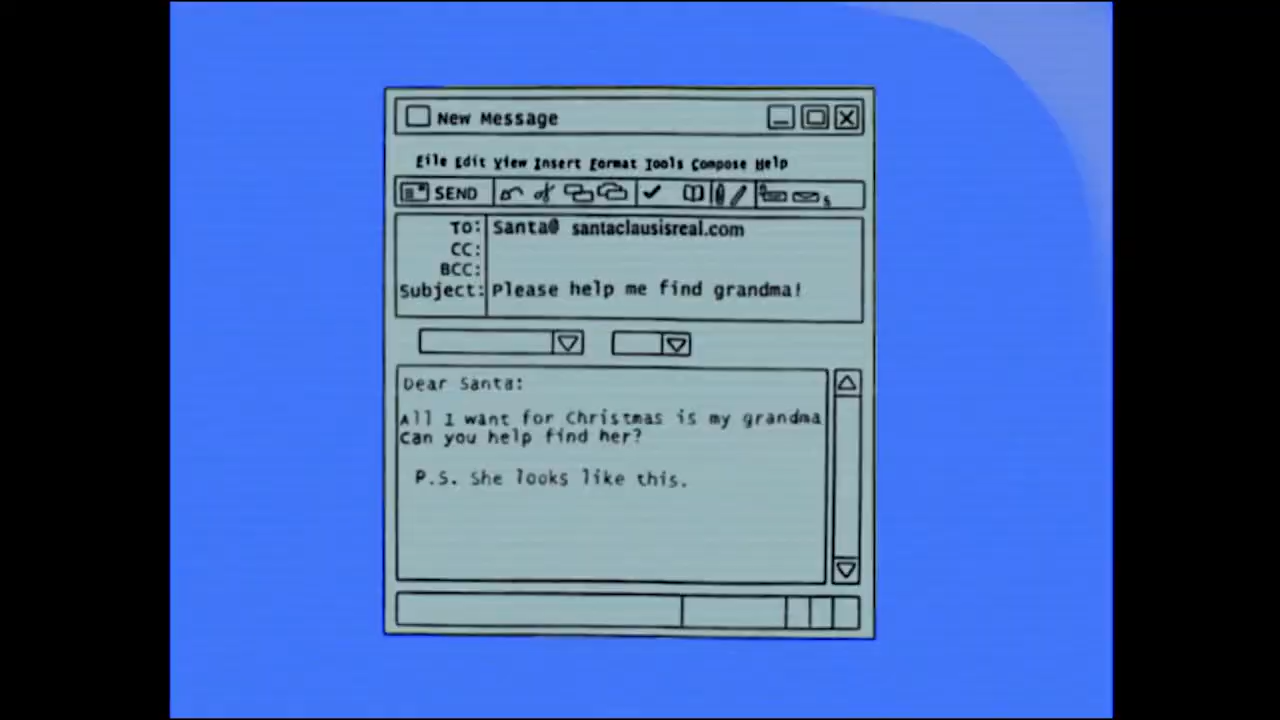 New Message
File Edit View Insert Format Tools Compose Help
SEND
To: Santa@ santaclausisreal.com
CC:
BCC:
Subject: Please help me find grandma!
Dear Santa:
All I want for Christmas is my grandma
Can you help find her?
P.S. She looks like this.